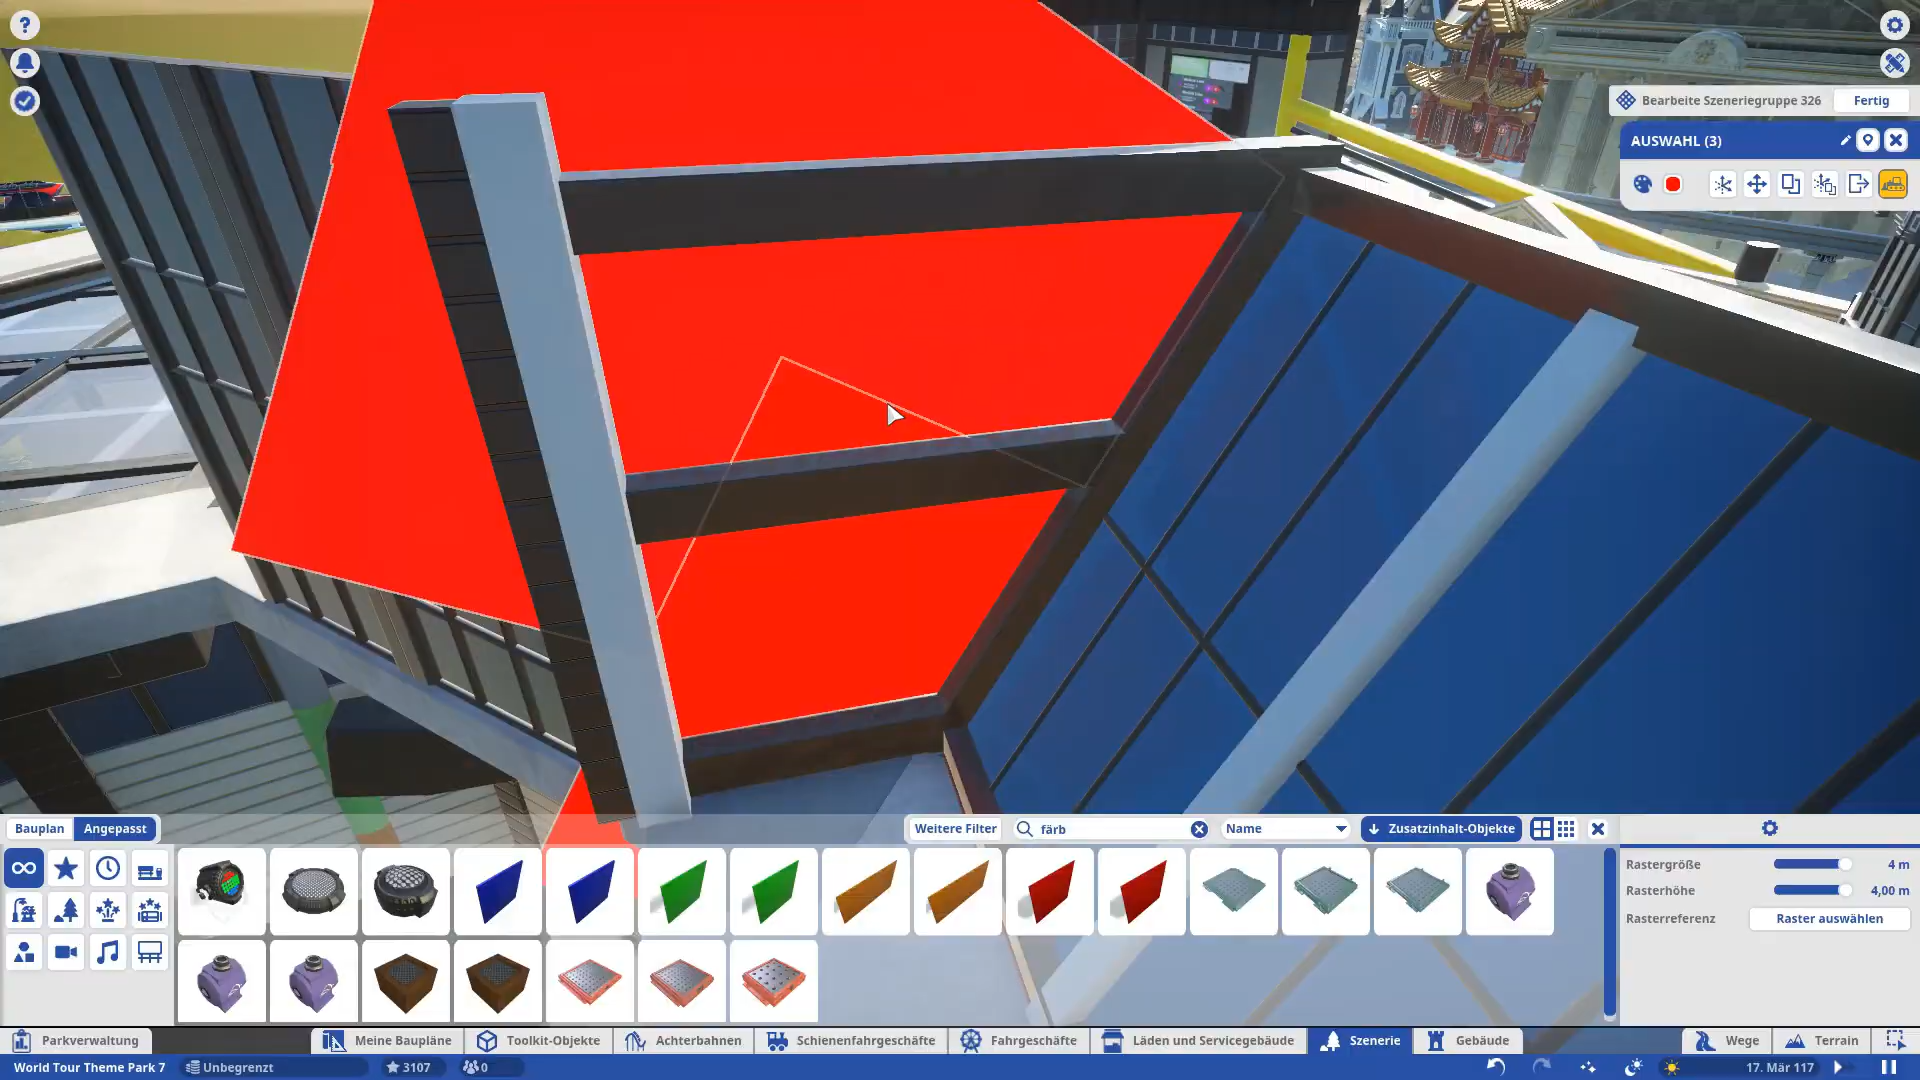 Bearbeite Szeneriegruppe 326
Fertig
AUSWAHL (3)
Bauplan
Angepasst
Weitere Filter
färb
Name
Zusatzinhalt-Objekte
Rastergröße
4 m
Rasterhöhe
4,00 m
Rasterreferenz
Raster auswählen
Parkverwaltung
Meine Baupläne
Toolkit-Objekte
Achterbahnen
Schienenfahrgeschäfte
Fahrgeschäfte
Läden und Servicegebäude
Szenerie
Gebäude
Wege
Terrain
World Tour Theme Park 7
Unbegrenzt
3107
0
17. Mär 117